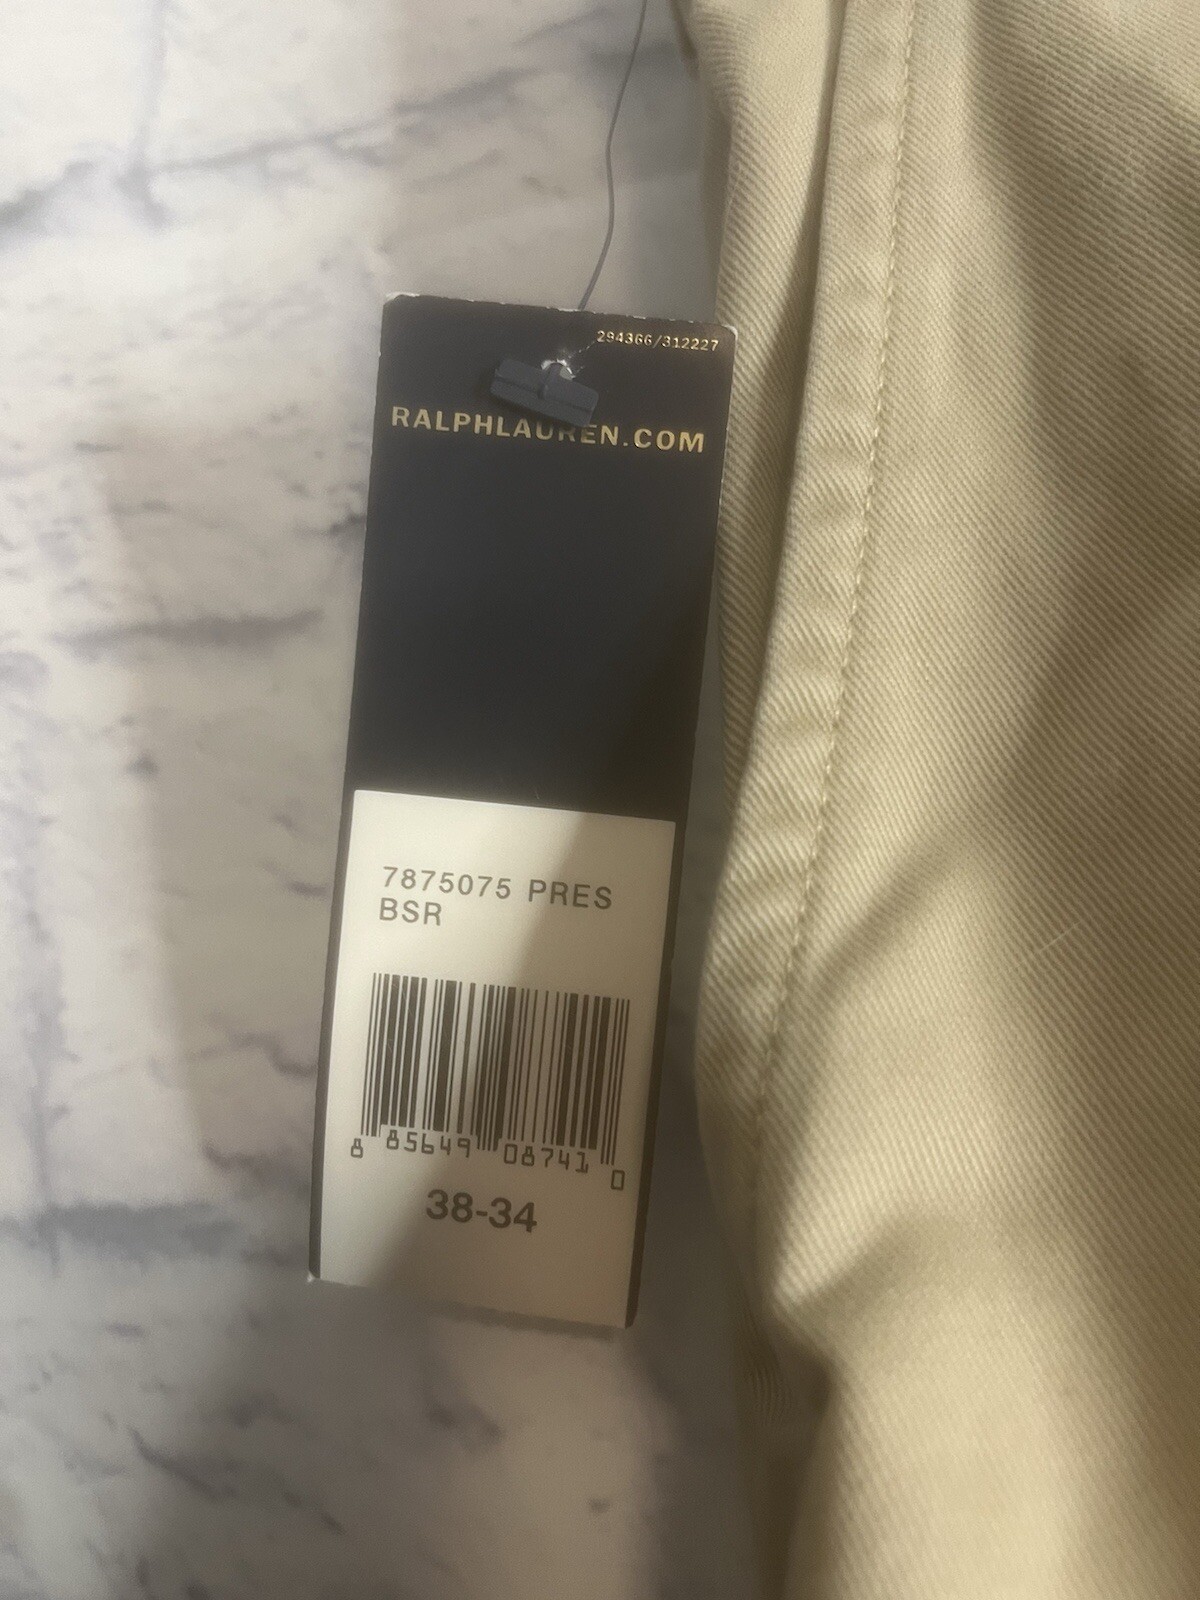 294366/312227
RALPHLAUREN.COM
7875075 PRES
BSR
8 85649 08741 0
38-34